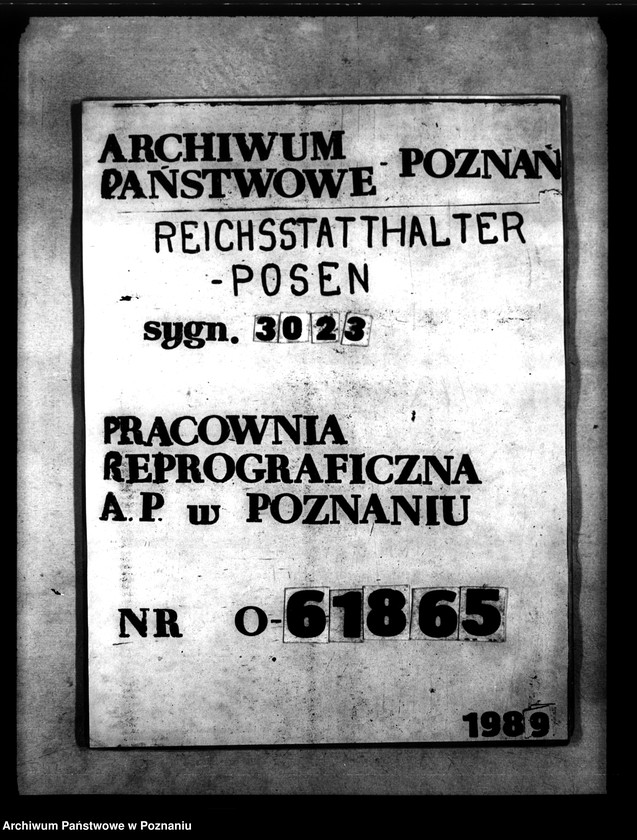 ARCHIWUM
PAŃSTWOWE - POZNAŃ
REICHSSTATTHALTER
-POSEN
sygn. 3023
PRACOWNIA
REPROGRAFICZNA
A.P. w POZNANIU
NR O-61865
1989
Archiwum Państwowe w Poznaniu